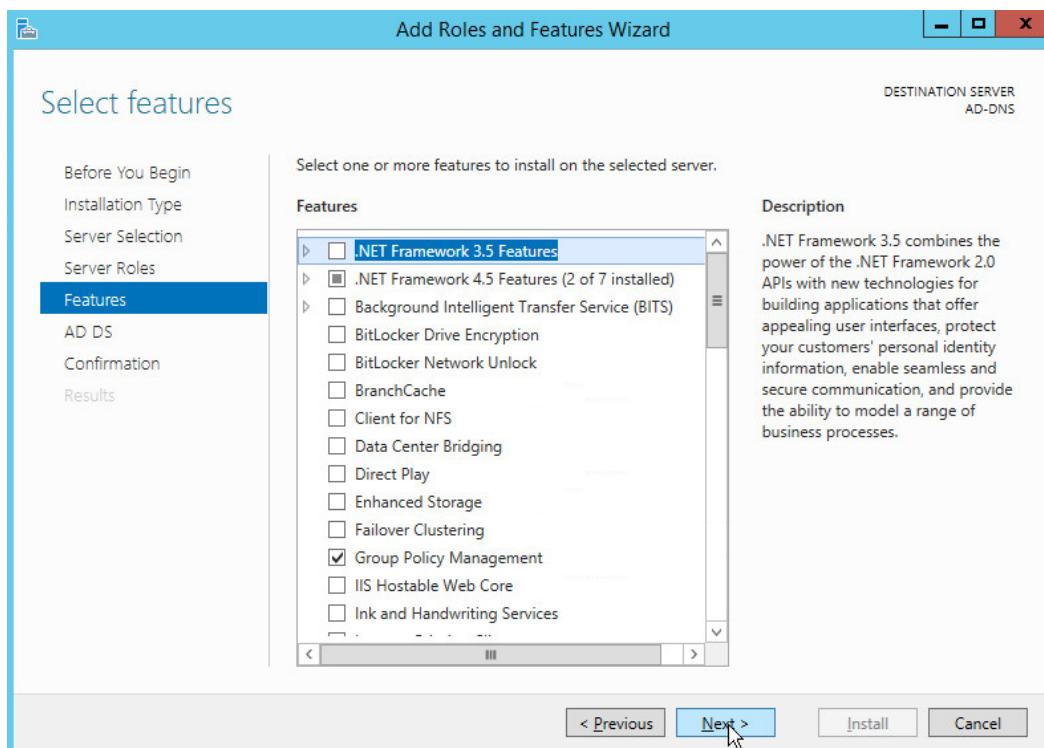 Add Roles and Features Wizard
Select features
DESTINATION SERVER
AD-DNS
Before You Begin
Installation Type
Server Selection
Server Roles
Features
AD DS
Confirmation
Results
Select one or more features to install on the selected server.
Features
.NET Framework 3.5 Features
.NET Framework 4.5 Features (2 of 7 installed)
Background Intelligent Transfer Service (BITS)
BitLocker Drive Encryption
BitLocker Network Unlock
BranchCache
Client for NFS
Data Center Bridging
Direct Play
Enhanced Storage
Failover Clustering
Group Policy Management
IIS Hostable Web Core
Ink and Handwriting Services
Description
.NET Framework 3.5 combines the
power of the .NET Framework 2.0
APIs with new technologies for
building applications that offer
appealing user interfaces, protect
your customers' personal identity
information, enable seamless and
secure communication, and provide
the ability to model a range of
business processes.
< Previous
Next >
Install
Cancel